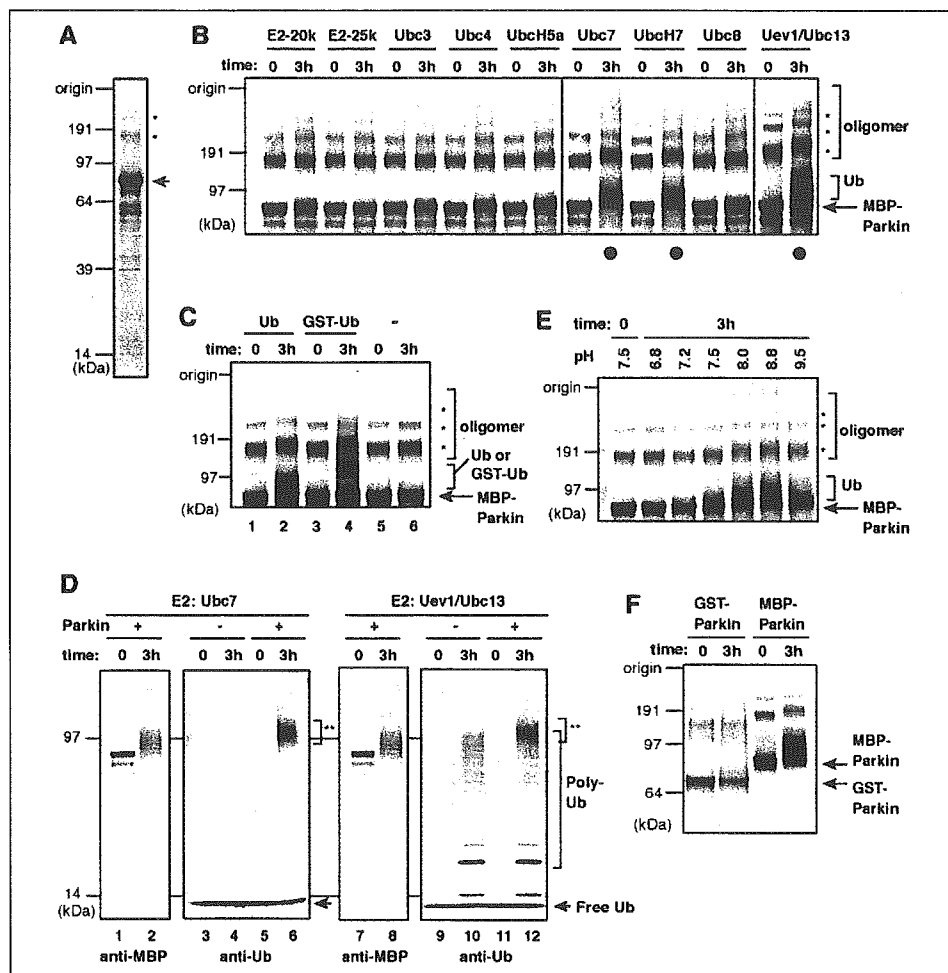 A
origin
191
97
64
39
14
(kDa)
B
E2-20k E2-25k Ubc3 Ubc4 UbcH5a Ubc7 UbcH7 Ubc8 Uev1/Ubc13
time: 0 3h 0 3h 0 3h 0 3h 0 3h 0 3h 0 3h 0 3h 0 3h
origin
191
97
(kDa)
*
*
*
oligomer
Ub
MBP-
Parkin
C
Ub GST-Ub -
time: 0 3h 0 3h 0 3h
origin
191
97
(kDa)
*
*
*
oligomer
Ub or
GST-Ub
MBP-
Parkin
1 2 3 4 5 6
E
time: 0 3h
pH 7.5 6.8 7.2 7.5 8.0 8.8 9.5
origin
191
97
(kDa)
*
*
*
oligomer
Ub
MBP-
Parkin
D
E2: Ubc7 E2: Uev1/Ubc13
Parkin + - + + - +
time: 0 3h 0 3h 0 3h 0 3h 0 3h 0 3h
97
14
(kDa)
**
**
Poly-
Ub
Free Ub
1 2 3 4 5 6 7 8 9 10 11 12
anti-MBP anti-Ub anti-MBP anti-Ub
F
GST-
Parkin
MBP-
Parkin
time: 0 3h 0 3h
origin
191
97
64
(kDa)
MBP-
Parkin
GST-
Parkin